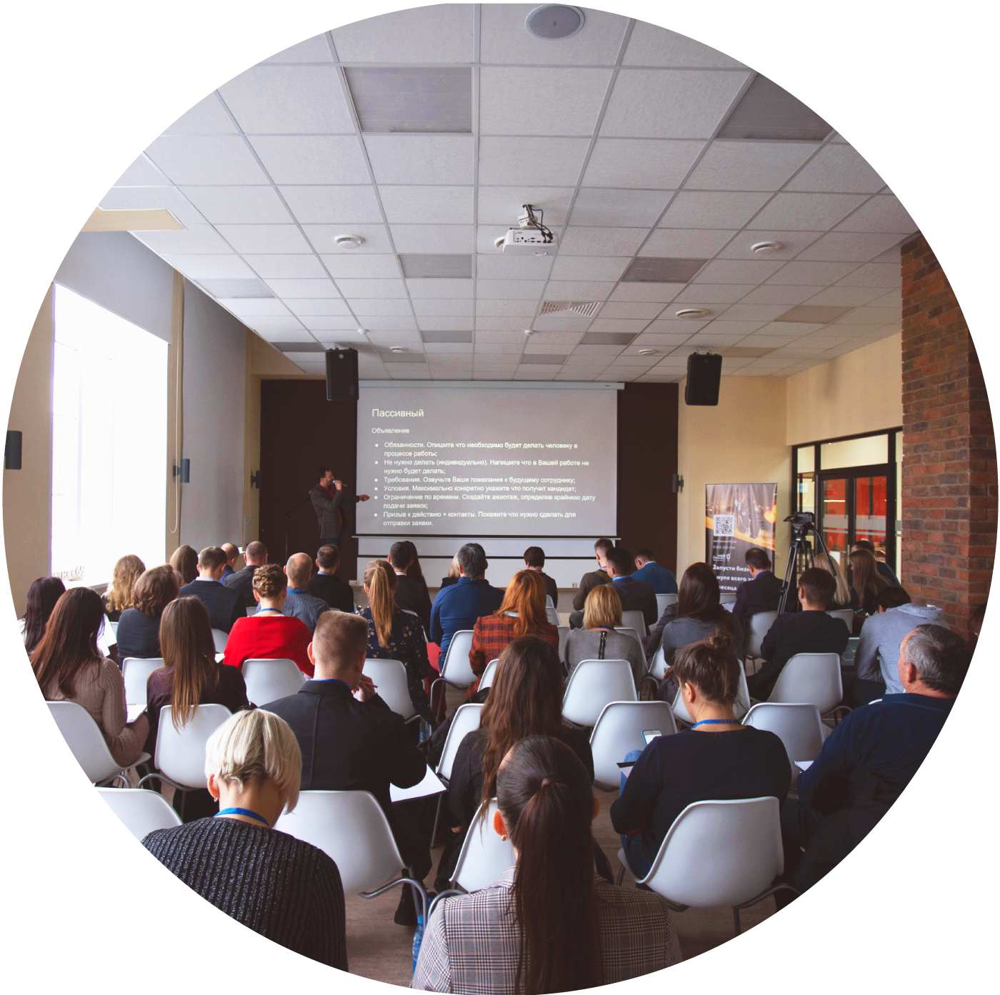 Пассивный
Объявление
● Обязанности. Опишите что необходимо будет делать человеку в
процессе работы;
● Не нужно делать (индивидуально). Напишите что в Вашей работе не
нужно будет делать;
● Требования. Озвучьте Ваши пожелания к будущему сотруднику;
● Условия. Максимально конкретно укажите что получит кандидат;
● Ограничение по времени. Создайте ажиотаж, определив крайнюю дату
подачи заявок;
● Призыв к действию + контакты. Покажите что нужно сделать для
отправки заявки.
Запусти бизн
нуля всего за
месяца